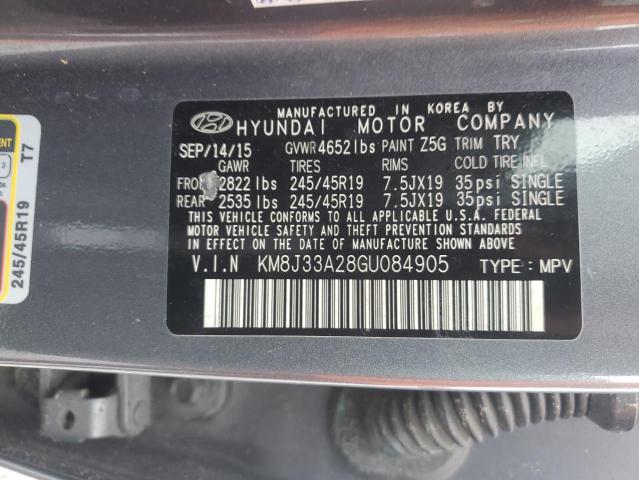 MANUFACTURED IN KOREA BY
HYUNDAI MOTOR COMPANY
SEP/14/15 GVWR 4652lbs PAINT Z5G TRIM TRY
GAWR TIRES RIMS COLD TIRE INFL
FRONT 2822 lbs 245/45R19 7.5JX19 35psi SINGLE
REAR 2535 lbs 245/45R19 7.5JX19 35psi SINGLE
THIS VEHICLE CONFORMS TO ALL APPLICABLE U.S.A. FEDERAL
MOTOR VEHICLE SAFETY AND THEFT PREVENTION STANDARDS
IN EFFECT ON THE DATE OF MANUFACTURE SHOWN ABOVE.
V.I.N KM8J33A28GU084905 TYPE: MPV
245/45R19 T7